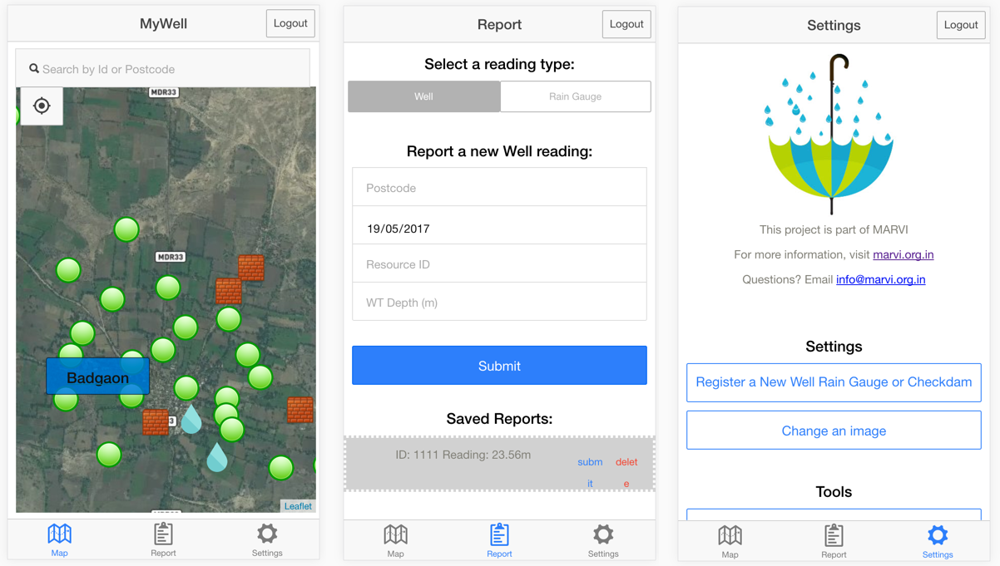 MyWell
Logout
Search by Id or Postcode
MDR33
MDR33
Badgaon
3
Leaflet
Map
Report
Settings
Report
Logout
Select a reading type:
Well
Rain Gauge
Report a new Well reading:
Postcode
19/05/2017
Resource ID
WT Depth (m)
Submit
Saved Reports:
ID: 1111 Reading: 23.56m
subm
it
delet
e
Map
Report
Settings
Settings
Logout
This project is part of MARVI
For more information, visit marvi.org.in
Questions? Email info@marvi.org.in
Settings
Register a New Well Rain Gauge or Checkdam
Change an image
Tools
Map
Report
Settings